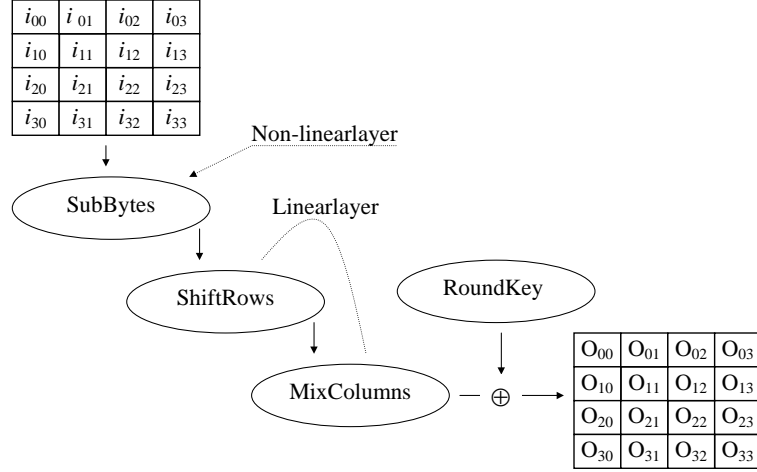 i00 i 01 i02 i03
i10 i11 i12 i13
i20 i21 i22 i23
i30 i31 i32 i33
Non-linearlayer
SubBytes
Linearlayer
ShiftRows
RoundKey
MixColumns
⊕
O00 O01 O02 O03
O10 O11 O12 O13
O20 O21 O22 O23
O30 O31 O32 O33